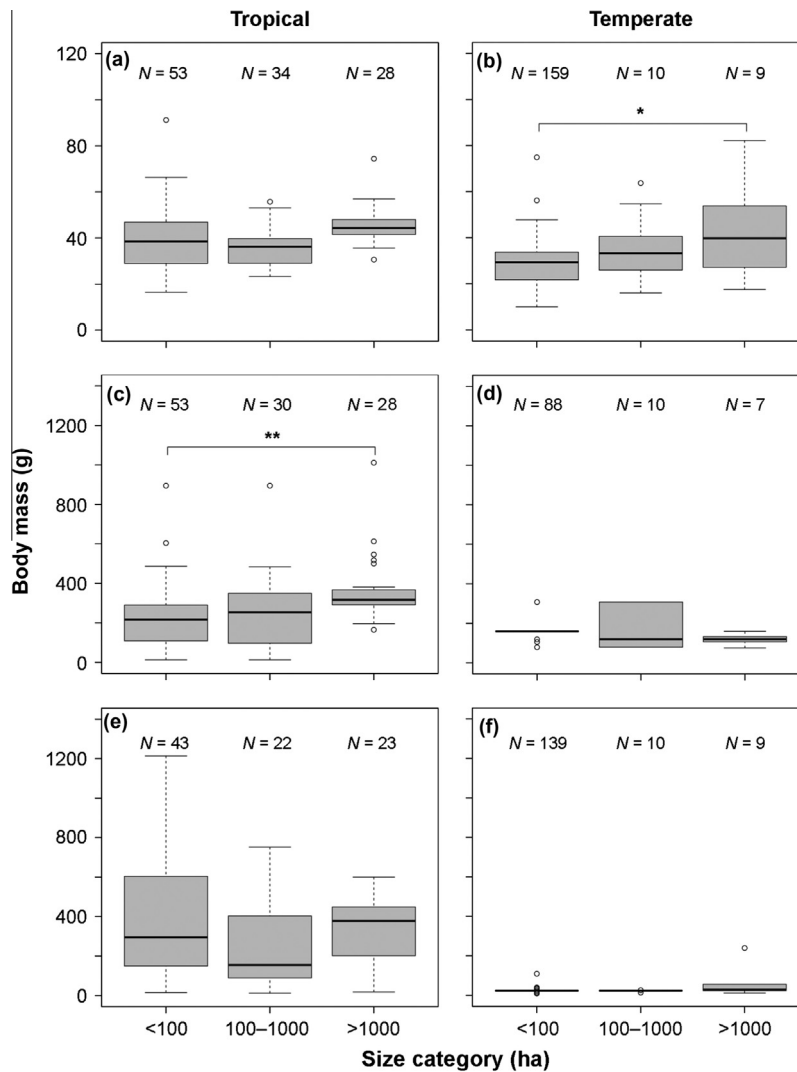 Tropical
Temperate
(a)
N = 53
N = 34
N = 28
120
80
40
0
(b)
N = 159
N = 10
N = 9
*
(c)
N = 53
N = 30
N = 28
**
1200
800
400
0
(d)
N = 88
N = 10
N = 7
Body mass (g)
(e)
N = 43
N = 22
N = 23
1200
800
400
0
(f)
N = 139
N = 10
N = 9
<100
100–1000
>1000
<100
100–1000
>1000
Size category (ha)